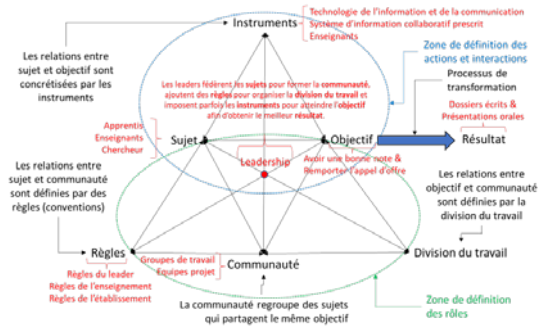 Instruments
Technologie de l'information et de la communication
Système d'information collaboratif prescrit
Enseignants
Les relations entre
sujet et objectif sont
concrétisées par les
instruments
Zone de définition des
actions et interactions
Processus de
transformation
Les leaders fédèrent les sujets pour former la communauté,
ajoutent des règles pour organiser la division du travail et
imposent parfois les instruments pour atteindre l'objectif
afin d'obtenir le meilleur résultat.
Dossiers écrits &
Présentations orales
Apprentis
Enseignants
Chercheur
Sujet
Objectif
Résultat
Leadership
Avoir une bonne note &
Remporter l'appel d'offre
Les relations entre
sujet et communauté
sont définies par des
règles (conventions)
Les relations entre
objectif et communauté
sont définies par la
division du travail
Règles
Groupes de travail
Equipes projet
Communauté
Division du travail
Règles du leader
Règles de l'enseignement
Règles de l'établissement
La communauté regroupe des sujets
qui partagent le même objectif
Zone de définition
des rôles